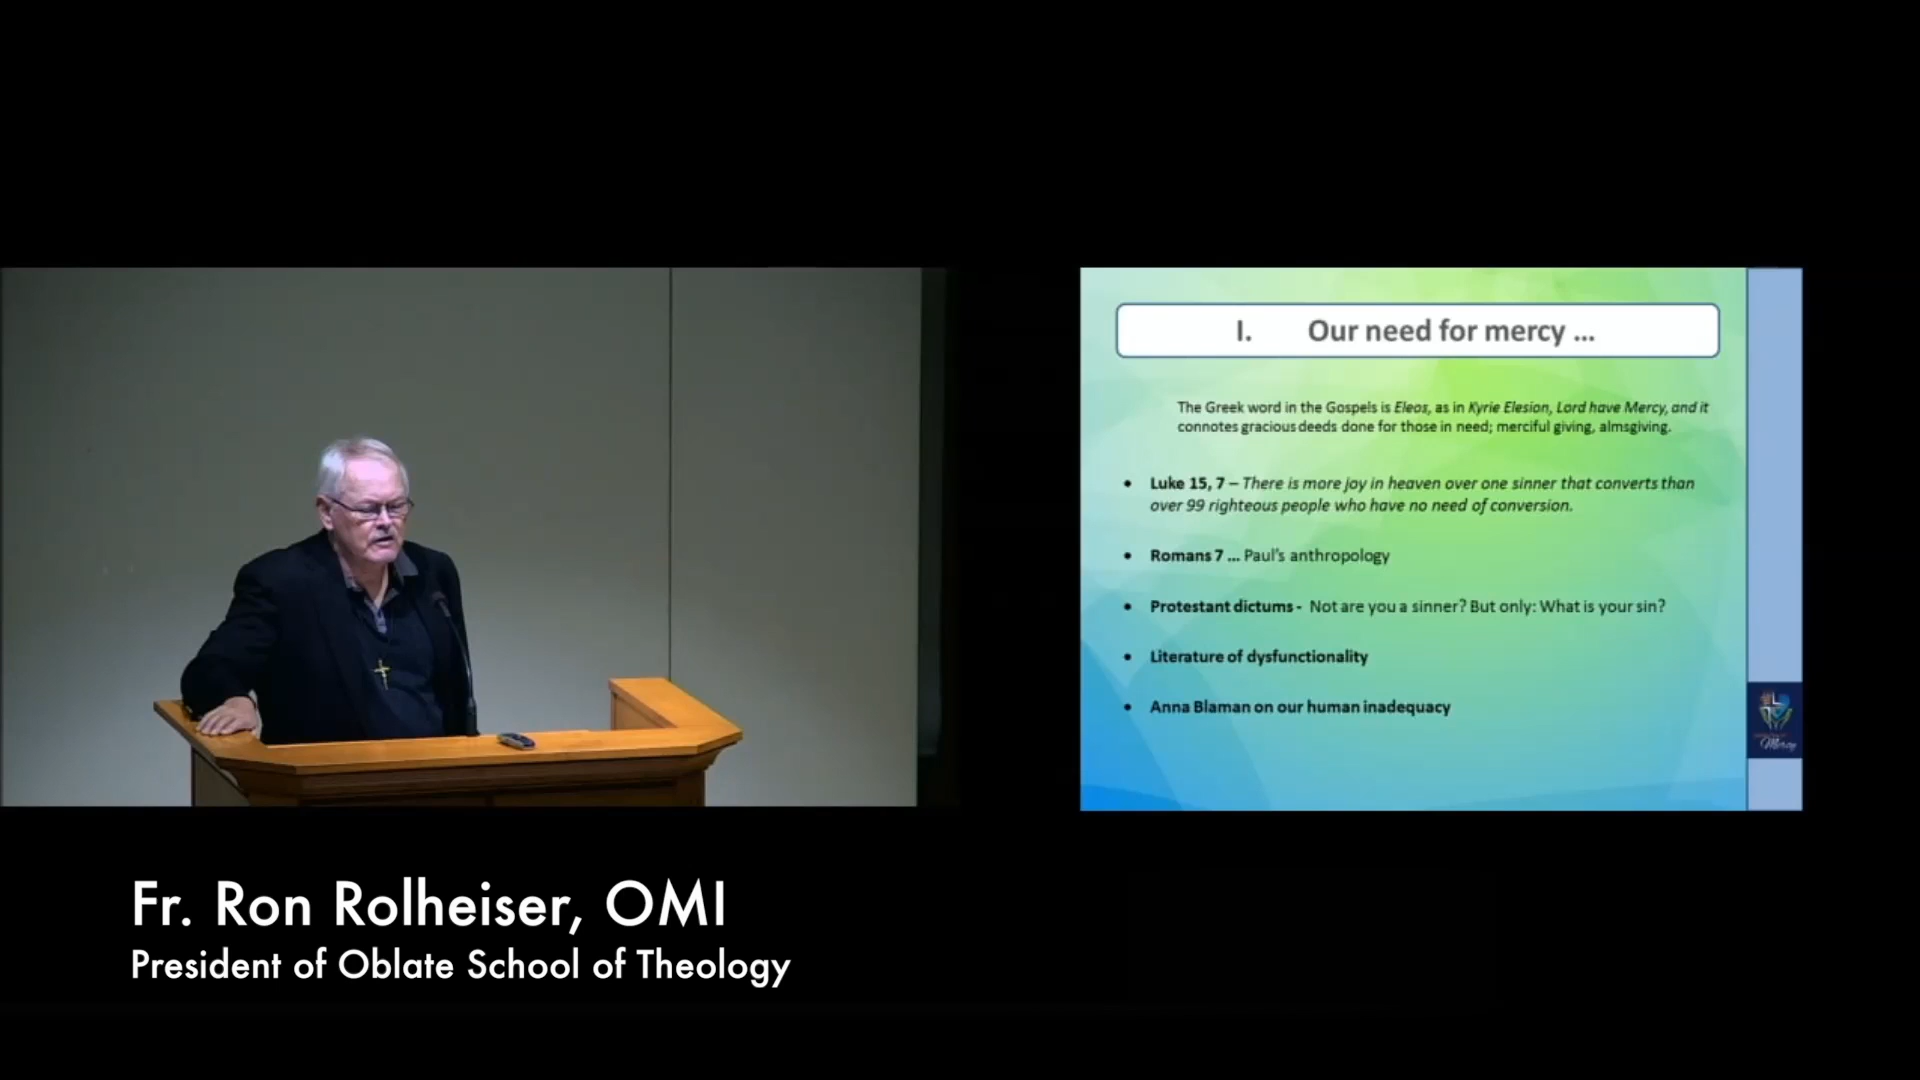 I. Our need for mercy ...
The Greek word in the Gospels is Eleos, as in Kyrie Elesion, Lord have Mercy, and it
connotes gracious deeds done for those in need; merciful giving, almsgiving.
• Luke 15, 7 – There is more joy in heaven over one sinner that converts than
over 99 righteous people who have no need of conversion.
• Romans 7 ... Paul's anthropology
• Protestant dictums - Not are you a sinner? But only: What is your sin?
• Literature of dysfunctionality
• Anna Blaman on our human inadequacy
Mercy
Fr. Ron Rolheiser, OMI
President of Oblate School of Theology